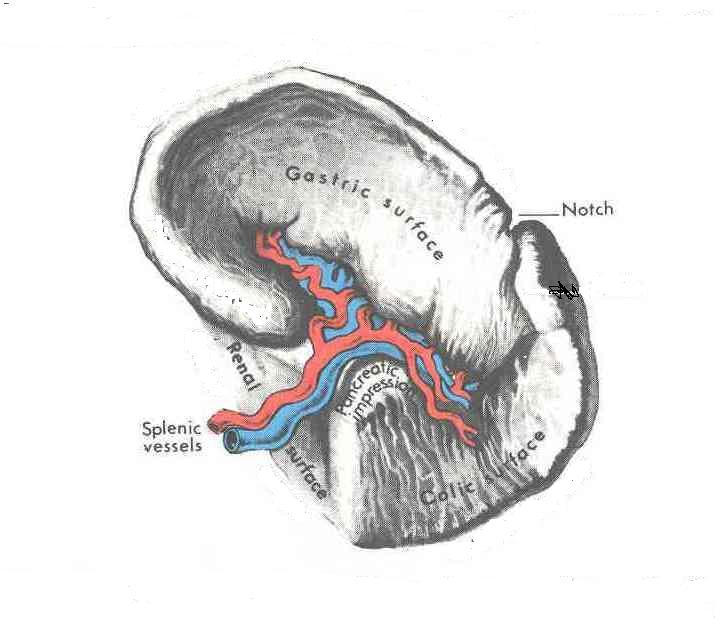 Gastric surface
Notch
Renal surface
Pancreatic
impression
Splenic
vessels
Colic surface